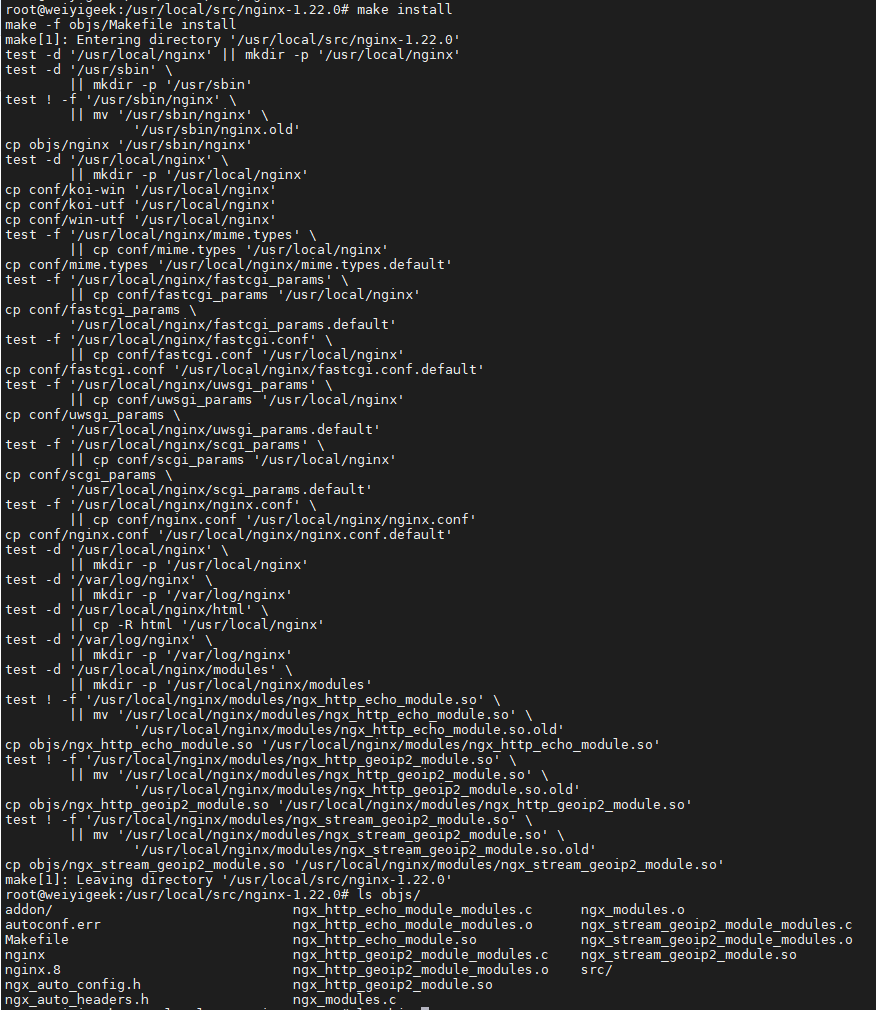 root@weiyigeek:/usr/local/src/nginx-1.22.0# make install
make -f objs/Makefile install
make[1]: Entering directory '/usr/local/src/nginx-1.22.0'
test -d '/usr/local/nginx' || mkdir -p '/usr/local/nginx'
test -d '/usr/sbin' \
        || mkdir -p '/usr/sbin'
test ! -f '/usr/sbin/nginx' \
        || mv '/usr/sbin/nginx' \
                '/usr/sbin/nginx.old'
cp objs/nginx '/usr/sbin/nginx'
test -d '/usr/local/nginx' \
        || mkdir -p '/usr/local/nginx'
cp conf/koi-win '/usr/local/nginx'
cp conf/koi-utf '/usr/local/nginx'
cp conf/win-utf '/usr/local/nginx'
test -f '/usr/local/nginx/mime.types' \
        || cp conf/mime.types '/usr/local/nginx'
cp conf/mime.types '/usr/local/nginx/mime.types.default'
test -f '/usr/local/nginx/fastcgi_params' \
        || cp conf/fastcgi_params '/usr/local/nginx'
cp conf/fastcgi_params \
        '/usr/local/nginx/fastcgi_params.default'
test -f '/usr/local/nginx/fastcgi.conf' \
        || cp conf/fastcgi.conf '/usr/local/nginx'
cp conf/fastcgi.conf '/usr/local/nginx/fastcgi.conf.default'
test -f '/usr/local/nginx/uwsgi_params' \
        || cp conf/uwsgi_params '/usr/local/nginx'
cp conf/uwsgi_params \
        '/usr/local/nginx/uwsgi_params.default'
test -f '/usr/local/nginx/scgi_params' \
        || cp conf/scgi_params '/usr/local/nginx'
cp conf/scgi_params \
        '/usr/local/nginx/scgi_params.default'
test -f '/usr/local/nginx/nginx.conf' \
        || cp conf/nginx.conf '/usr/local/nginx/nginx.conf'
cp conf/nginx.conf '/usr/local/nginx/nginx.conf.default'
test -d '/usr/local/nginx' \
        || mkdir -p '/usr/local/nginx'
test -d '/var/log/nginx' \
        || mkdir -p '/var/log/nginx'
test -d '/usr/local/nginx/html' \
        || cp -R html '/usr/local/nginx'
test -d '/var/log/nginx' \
        || mkdir -p '/var/log/nginx'
test -d '/usr/local/nginx/modules' \
        || mkdir -p '/usr/local/nginx/modules'
test ! -f '/usr/local/nginx/modules/ngx_http_echo_module.so' \
        || mv '/usr/local/nginx/modules/ngx_http_echo_module.so' \
                '/usr/local/nginx/modules/ngx_http_echo_module.so.old'
cp objs/ngx_http_echo_module.so '/usr/local/nginx/modules/ngx_http_echo_module.so'
test ! -f '/usr/local/nginx/modules/ngx_http_geoip2_module.so' \
        || mv '/usr/local/nginx/modules/ngx_http_geoip2_module.so' \
                '/usr/local/nginx/modules/ngx_http_geoip2_module.so.old'
cp objs/ngx_http_geoip2_module.so '/usr/local/nginx/modules/ngx_http_geoip2_module.so'
test ! -f '/usr/local/nginx/modules/ngx_stream_geoip2_module.so' \
        || mv '/usr/local/nginx/modules/ngx_stream_geoip2_module.so' \
                '/usr/local/nginx/modules/ngx_stream_geoip2_module.so.old'
cp objs/ngx_stream_geoip2_module.so '/usr/local/nginx/modules/ngx_stream_geoip2_module.so'
make[1]: Leaving directory '/usr/local/src/nginx-1.22.0'
root@weiyigeek:/usr/local/src/nginx-1.22.0# ls objs/
addon/                              ngx_http_echo_module_modules.c      ngx_modules.o
autoconf.err                        ngx_http_echo_module_modules.o      ngx_stream_geoip2_module_modules.c
Makefile                            ngx_http_echo_module.so             ngx_stream_geoip2_module_modules.o
nginx                               ngx_http_geoip2_module_modules.c    ngx_stream_geoip2_module.so
nginx.8                             ngx_http_geoip2_module_modules.o    src/
ngx_auto_config.h                   ngx_http_geoip2_module.so
ngx_auto_headers.h                  ngx_modules.c